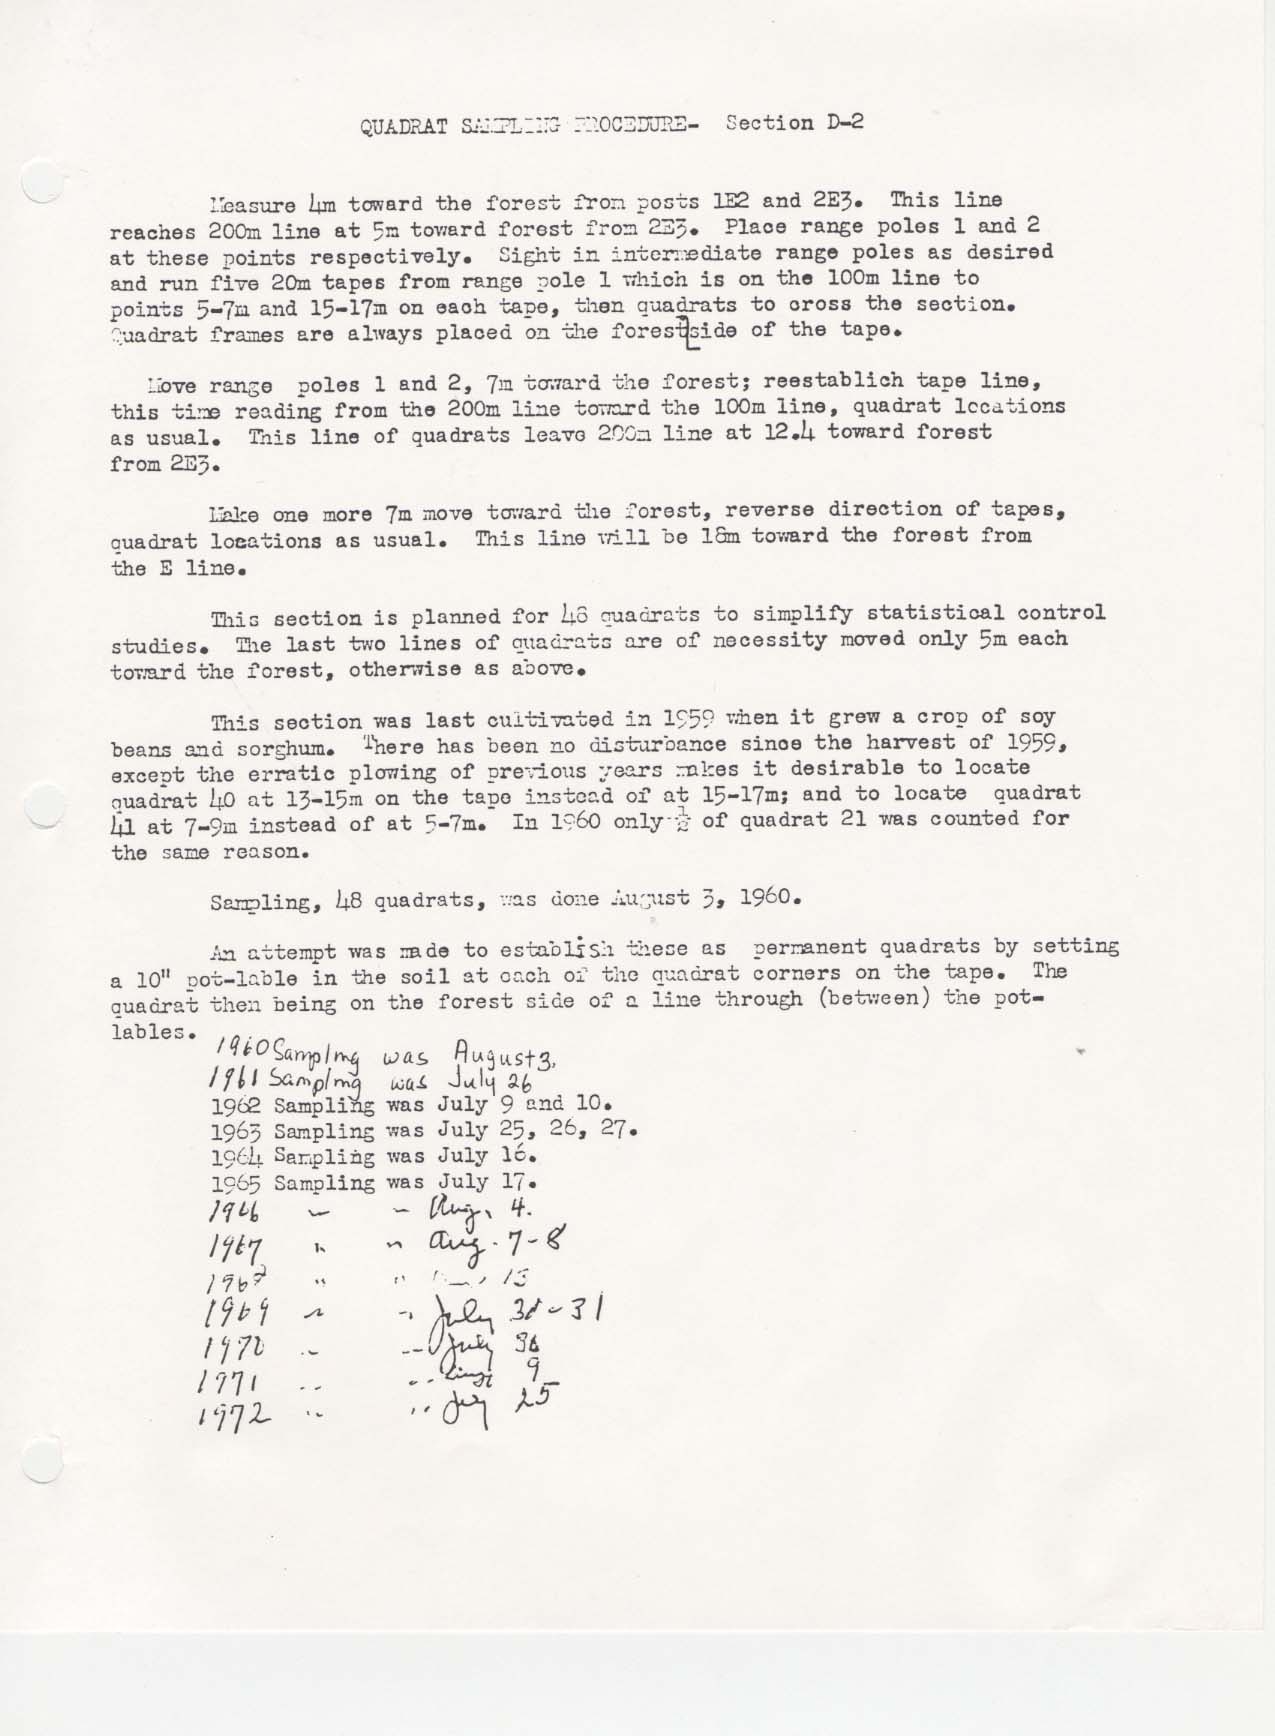 QUADRAT SAMPLING PROCEDURE- Section D-2
Measure 4m toward the forest from posts 1E2 and 2E3. This line
reaches 200m line at 5m toward forest from 2E3. Place range poles 1 and 2
at these points respectively. Sight in intermediate range poles as desired
and run five 20m tapes from range pole 1 which is on the 100m line to
points 5-7m and 15-17m on each tape, then quadrats to cross the section.
Quadrat frames are always placed on the forest side of the tape.
Move range poles 1 and 2, 7m toward the forest; reestablich tape line,
this time reading from the 200m line toward the 100m line, quadrat locations
as usual. This line of quadrats leave 200m line at 12.4 toward forest
from 2E3.
Make one more 7m move toward the forest, reverse direction of tapes,
quadrat locations as usual. This line will be 18m toward the forest from
the E line.
This section is planned for 48 quadrats to simplify statistical control
studies. The last two lines of quadrats are of necessity moved only 5m each
toward the forest, otherwise as above.
This section was last cultivated in 1959 when it grew a crop of soy
beans and sorghum. There has been no disturbance since the harvest of 1959,
except the erratic plowing of previous years makes it desirable to locate
quadrat 40 at 13-15m on the tape instead of at 15-17m; and to locate quadrat
41 at 7-9m instead of at 5-7m. In 1960 only ½ of quadrat 21 was counted for
the same reason.
Sampling, 48 quadrats, was done August 3, 1960.
An attempt was made to establish these as permanent quadrats by setting
a 10" pot-lable in the soil at each of the quadrat corners on the tape. The
quadrat then being on the forest side of a line through (between) the pot-
lables.
1960 Sampling was August 3.
1961 Sampling was July 26
1962 Sampling was July 9 and 10.
1963 Sampling was July 25, 26, 27.
1964 Sampling was July 16.
1965 Sampling was July 17.
1966 " " Aug. 4.
1967 " " Aug. 7-8
" " 13
1969 " " July 30-31
1970 " " July
1971 " " 9
1972 " " July 25